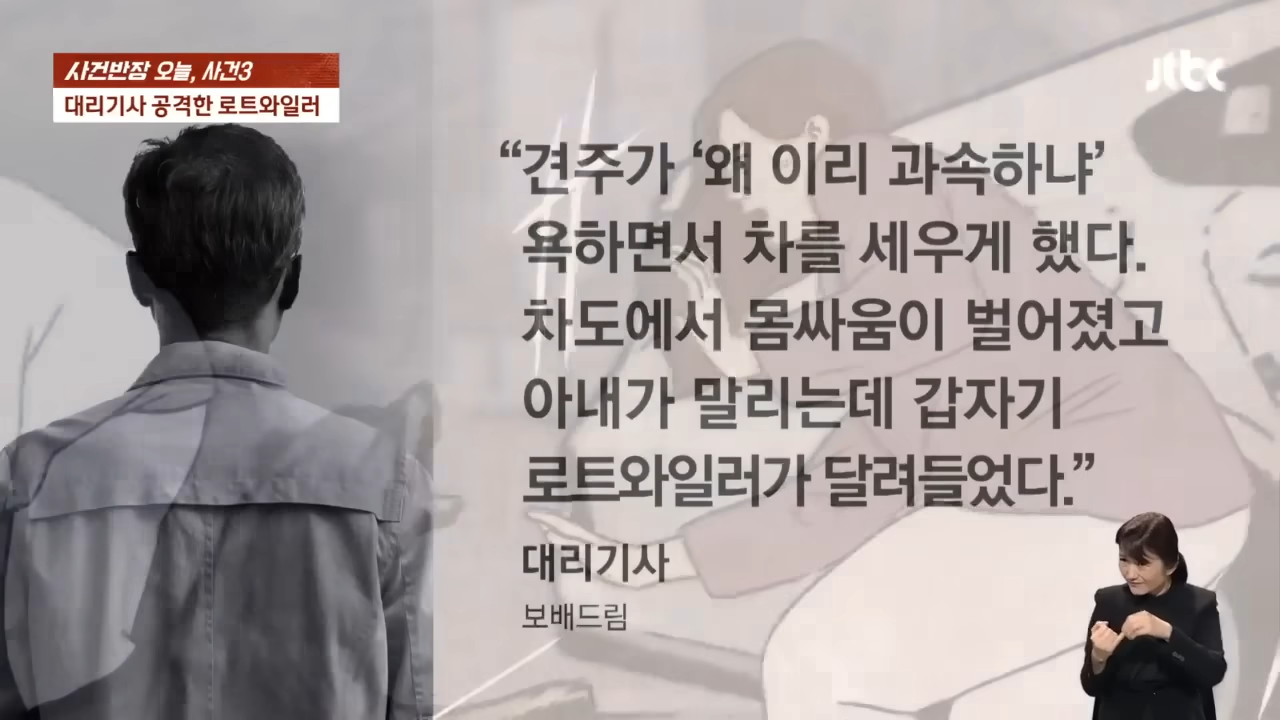 사건반장 오늘, 사건3
대리기사 공격한 로트와일러
jtbc
“견주가 ‘왜 이리 과속하냐’
욕하면서 차를 세우게 했다.
차도에서 몸싸움이 벌어졌고
아내가 말리는데 갑자기
로트와일러가 달려들었다.”
대리기사
보배드림